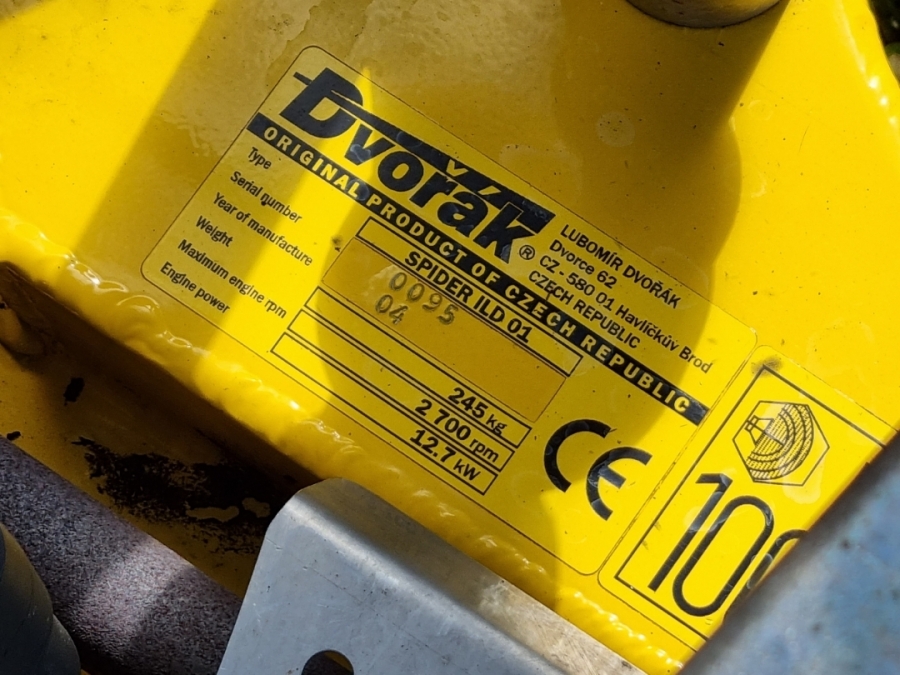 Dvořák®
LUBOMÍR DVOŘÁK
Dvorce 62
CZ - 580 01 Havlíčkův Brod
CZECH REPUBLIC
ORIGINAL PRODUCT OF CZECH REPUBLIC
Type SPIDER ILD 01
Serial number 0095
Year of manufacture 04
Weight 245 kg
Maximum engine rpm 2 700 rpm
Engine power 12.7 kW
CE